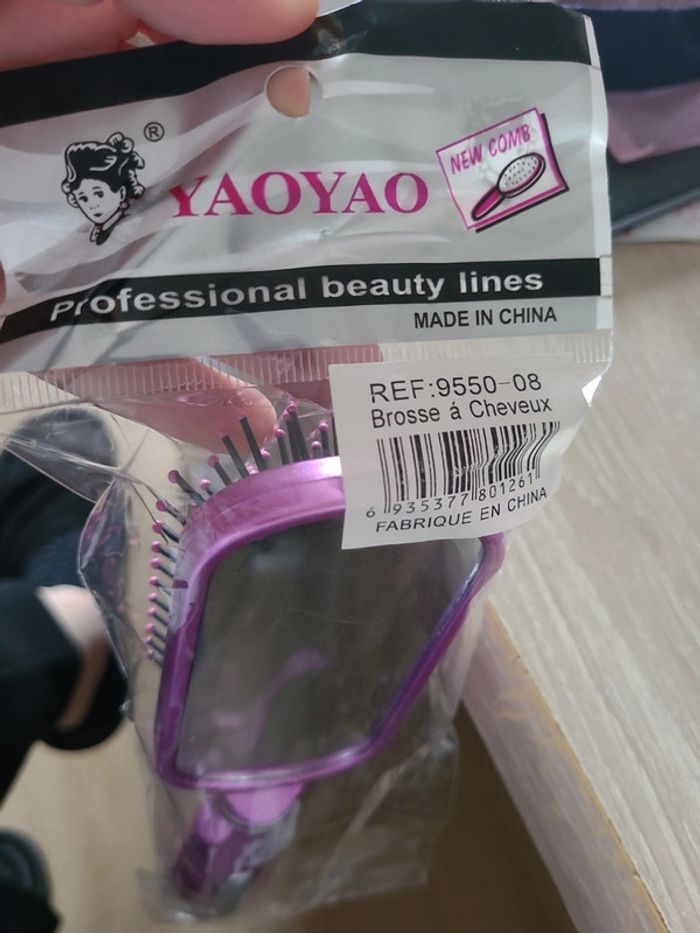 ®
YAOYAO
NEW COMB
Professional beauty lines
MADE IN CHINA
REF:9550-08
Brosse á Cheveux
6 935377 801261
FABRIQUE EN CHINA